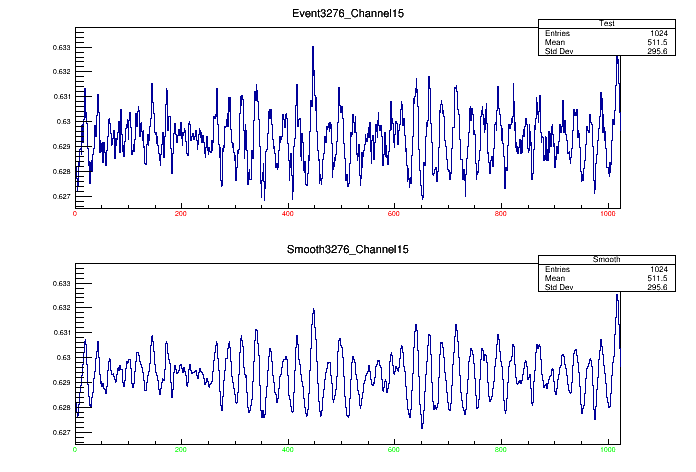 Event3276_Channel15
Test
Entries 1024
Mean 511.5
Std Dev 295.6
0.633
0.632
0.631
0.63
0.629
0.628
0.627
0 200 400 600 800 1000
Smooth3276_Channel15
Smooth
Entries 1024
Mean 511.5
Std Dev 295.6
0.633
0.632
0.631
0.63
0.629
0.628
0.627
0 200 400 600 800 1000